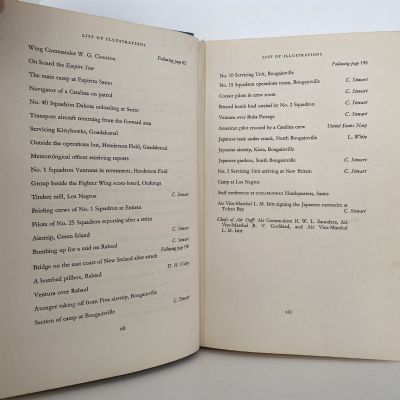 LIST OF ILLUSTRATIONS
Following page 82
Wing Commander W. G. Coventon
On board the Empire Star
The main camp at Espiritu Santo
Navigator of a Catalina on patrol
No. 40 Squadron Dakota unloading at Santo
Transport aircraft returning from the forward area
Servicing Kittyhawks, Guadalcanal
Outside the operations hut, Henderson Field, Guadalcanal
Meteorological officer receiving reports
No. 1 Squadron Venturas in revetments, Henderson Field
Group beside the Fighter Wing score-board, Ondonga
Timber mill, Los Negros C. Stewart
Briefing crews of No. 1 Squadron at Emirau
Pilots of No. 25 Squadron reporting after a strike
Airstrip, Green Island C. Stewart
Bombing up for a raid on Rabaul C. Stewart
Following page 198
Bridge on the east coast of New Ireland after attack
A bombed pillbox, Rabaul D. H. Vahry
Ventura over Rabaul
Avenger taking off from Piva airstrip, Bougainville
Section of camp at Bougainville C. Stewart
xii
LIST OF ILLUSTRATIONS
Following page 198
No. 10 Servicing Unit, Bougainville
No. 15 Squadron operations room, Bougainville C. Stewart
Corsair pilots in crew room
Record bomb load carried by No. 2 Squadron C. Stewart
Ventura over Buka Passage
American pilot rescued by a Catalina crew United States Navy
Japanese tank under attack, North Bougainville L. White
Japanese airstrip, Kieta, Bougainville
Japanese gardens, South Bougainville C. Stewart
No. 3 Servicing Unit arriving at New Britain C. Stewart
Camp at Los Negros
Staff conference at Headquarters, Santo
Air Vice-Marshal L. M. Isitt signing the Japanese surrender at
Tokyo Bay C. Stewart
Chiefs of Air Staff: Air Commodore H. W. L. Saunders, Air
Vice-Marshal R. V. Goddard, and Air Vice-Marshal
L. M. Isitt
xiii